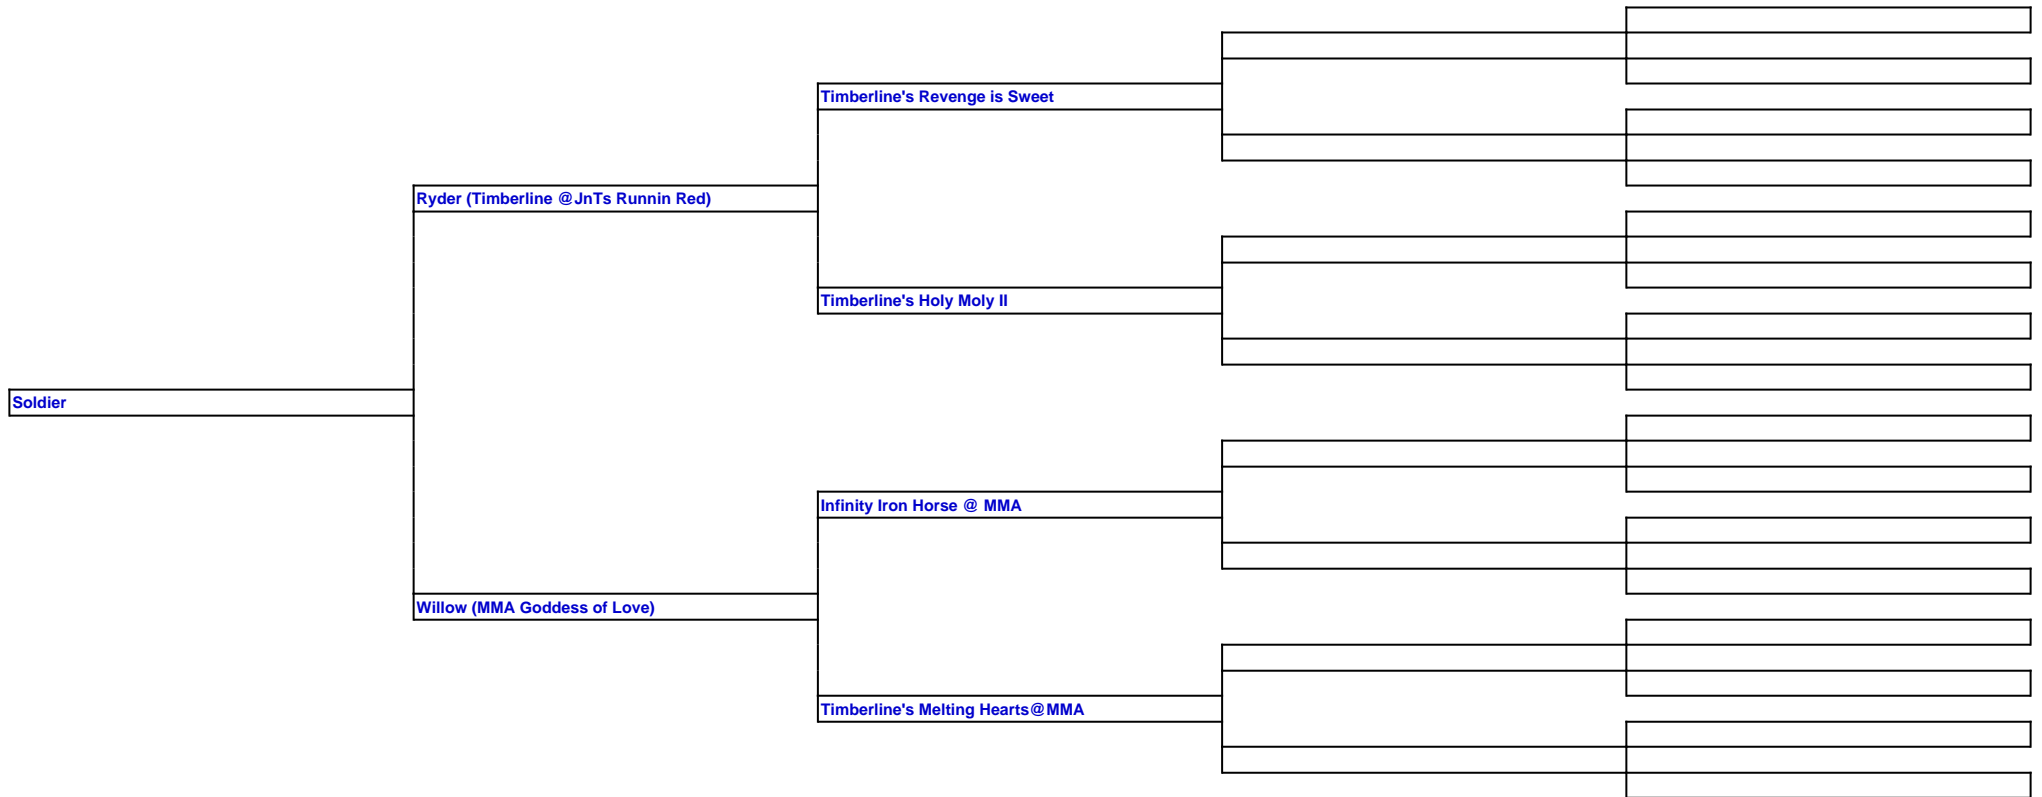 Timberline's Revenge is Sweet
Ryder (Timberline @JnTs Runnin Red)
Timberline's Holy Moly II
Soldier
Infinity Iron Horse @ MMA
Willow (MMA Goddess of Love)
Timberline's Melting Hearts@MMA